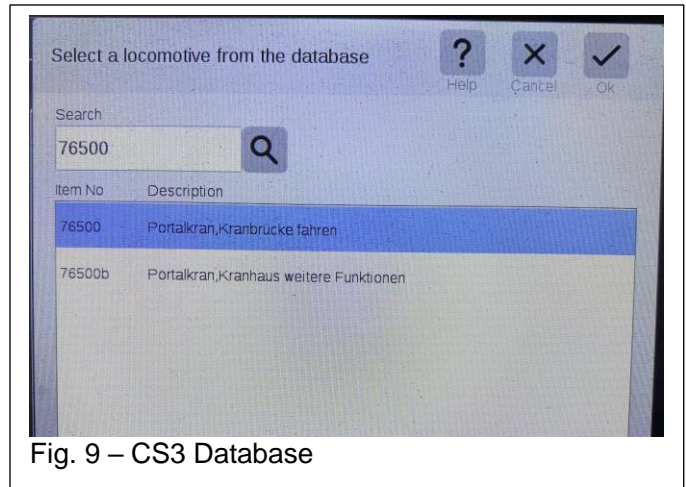 Select a locomotive from the database
Help Cancel Ok
Search
76500
Item No Description
76500 Portalkran,Kranbrücke fahren
76500b Portalkran,Kranhaus weitere Funktionen
Fig. 9 – CS3 Database